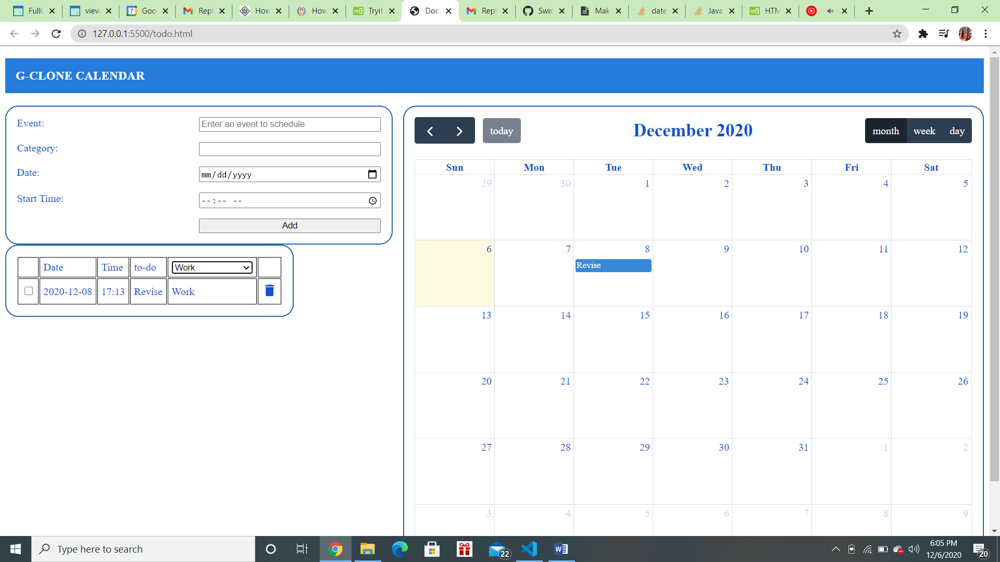 FullC
view
Goo
Repl
How
How
Tryit
Docu
Repl
Swin
Mak
date
Java
HTM
127.0.0.1:5500/todo.html
G-CLONE CALENDAR
Event:
Enter an event to schedule
Category:
Date:
mm/dd/yyyy
Start Time:
--:-- --
Add
Date Time to-do Work
2020-12-08 17:13 Revise Work
today
December 2020
month week day
Sun Mon Tue Wed Thu Fri Sat
29 30 1 2 3 4 5
6 7 8 9 10 11 12
Revise
13 14 15 16 17 18 19
20 21 22 23 24 25 26
27 28 29 30 31 1 2
3 4 5 6 7 8 9
Type here to search
22
6:05 PM
12/6/2020
20